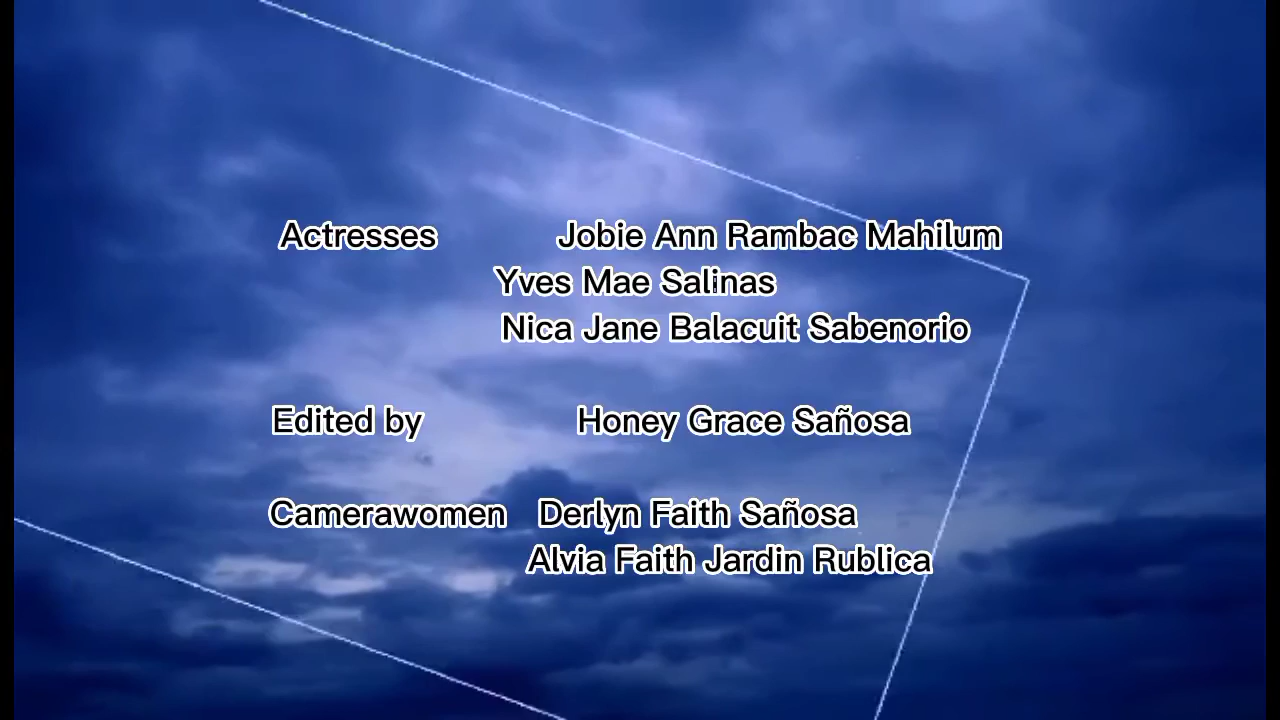 Actresses Jobie Ann Rambac Mahilum
Yves Mae Salinas
Nica Jane Balacuit Sabenorio
Edited by Honey Grace Sañosa
Camerawomen Derlyn Faith Sañosa
Alvia Faith Jardin Rublica